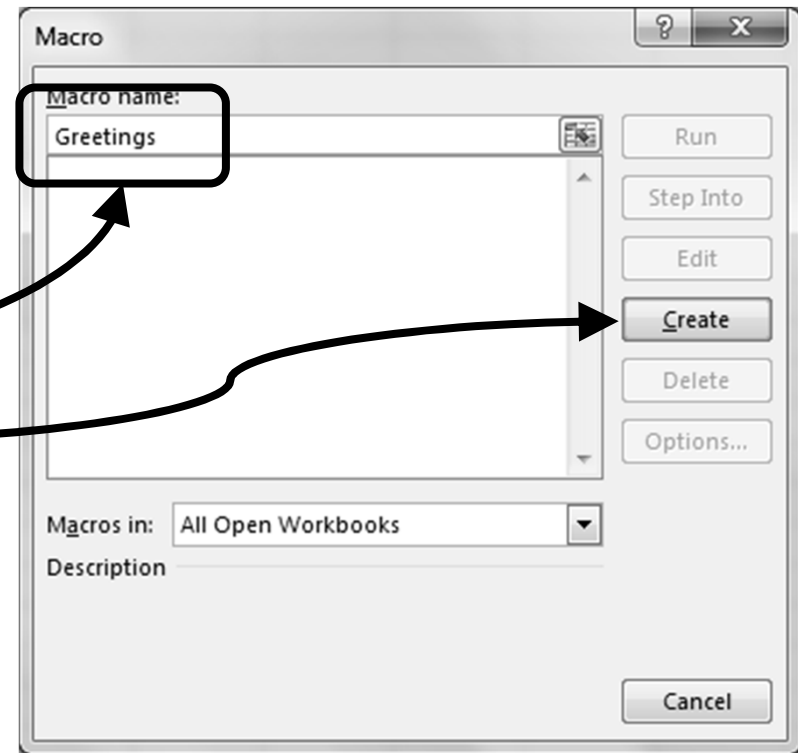 Macro
Macro name:
Greetings
Run
Step Into
Edit
Create
Delete
Options...
Macros in: All Open Workbooks
Description
Cancel